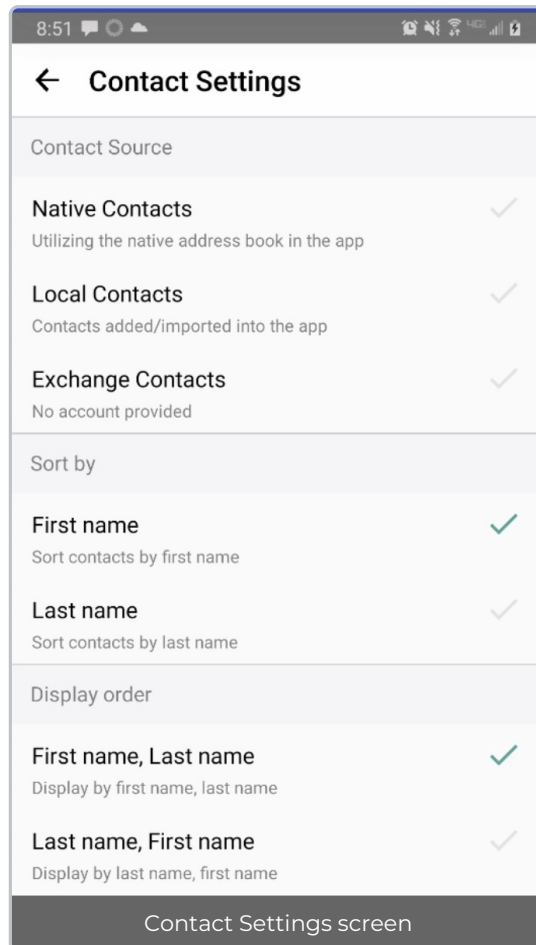 8:51
4G
Contact Settings
Contact Source
Native Contacts
Utilizing the native address book in the app
Local Contacts
Contacts added/imported into the app
Exchange Contacts
No account provided
Sort by
First name
Sort contacts by first name
Last name
Sort contacts by last name
Display order
First name, Last name
Display by first name, last name
Last name, First name
Display by last name, first name
Contact Settings screen